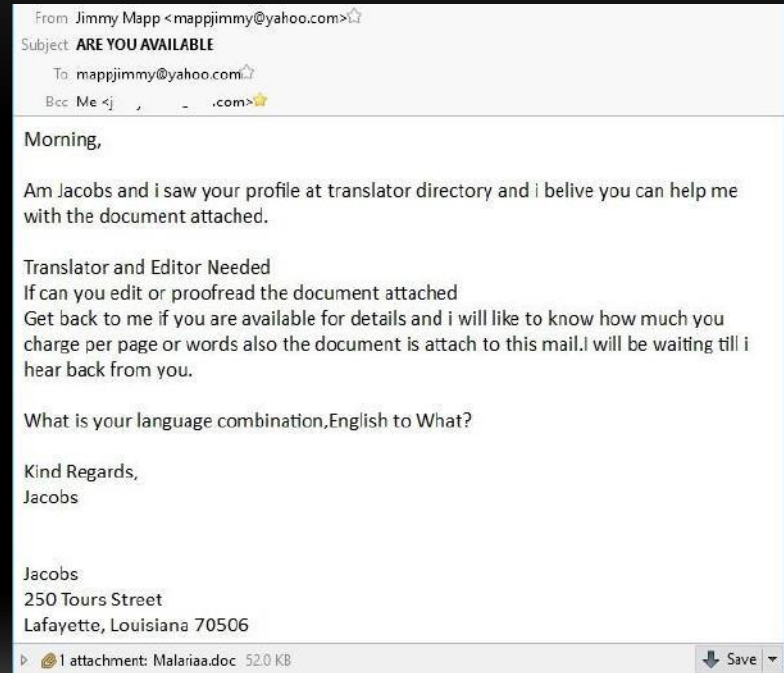 From Jimmy Mapp <mappjimmy@yahoo.com>
Subject ARE YOU AVAILABLE
To mappjimmy@yahoo.com
Bcc Me <j , _ .com>
Morning,
Am Jacobs and i saw your profile at translator directory and i belive you can help me
with the document attached.
Translator and Editor Needed
If can you edit or proofread the document attached
Get back to me if you are available for details and i will like to know how much you
charge per page or words also the document is attach to this mail.I will be waiting till i
hear back from you.
What is your language combination,English to What?
Kind Regards,
Jacobs
Jacobs
250 Tours Street
Lafayette, Louisiana 70506
1 attachment: Malariaa.doc 52.0 KB Save